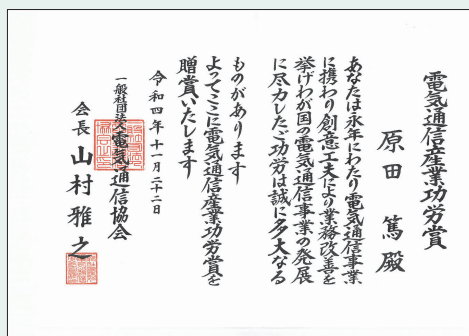 電気通信産業功労賞
原田 篤 殿
あなたは永年にわたり電気通信事業
に携わり創意工夫により業務改善を
挙げわが国の電気通信事業の発展
に尽力したご功労は誠に多大なる
ものがあります
よってここに電気通信産業功労賞を
贈賞いたします
令和四年十一月二十二日
一般社団法人電気通信協会
会長 山村雅之